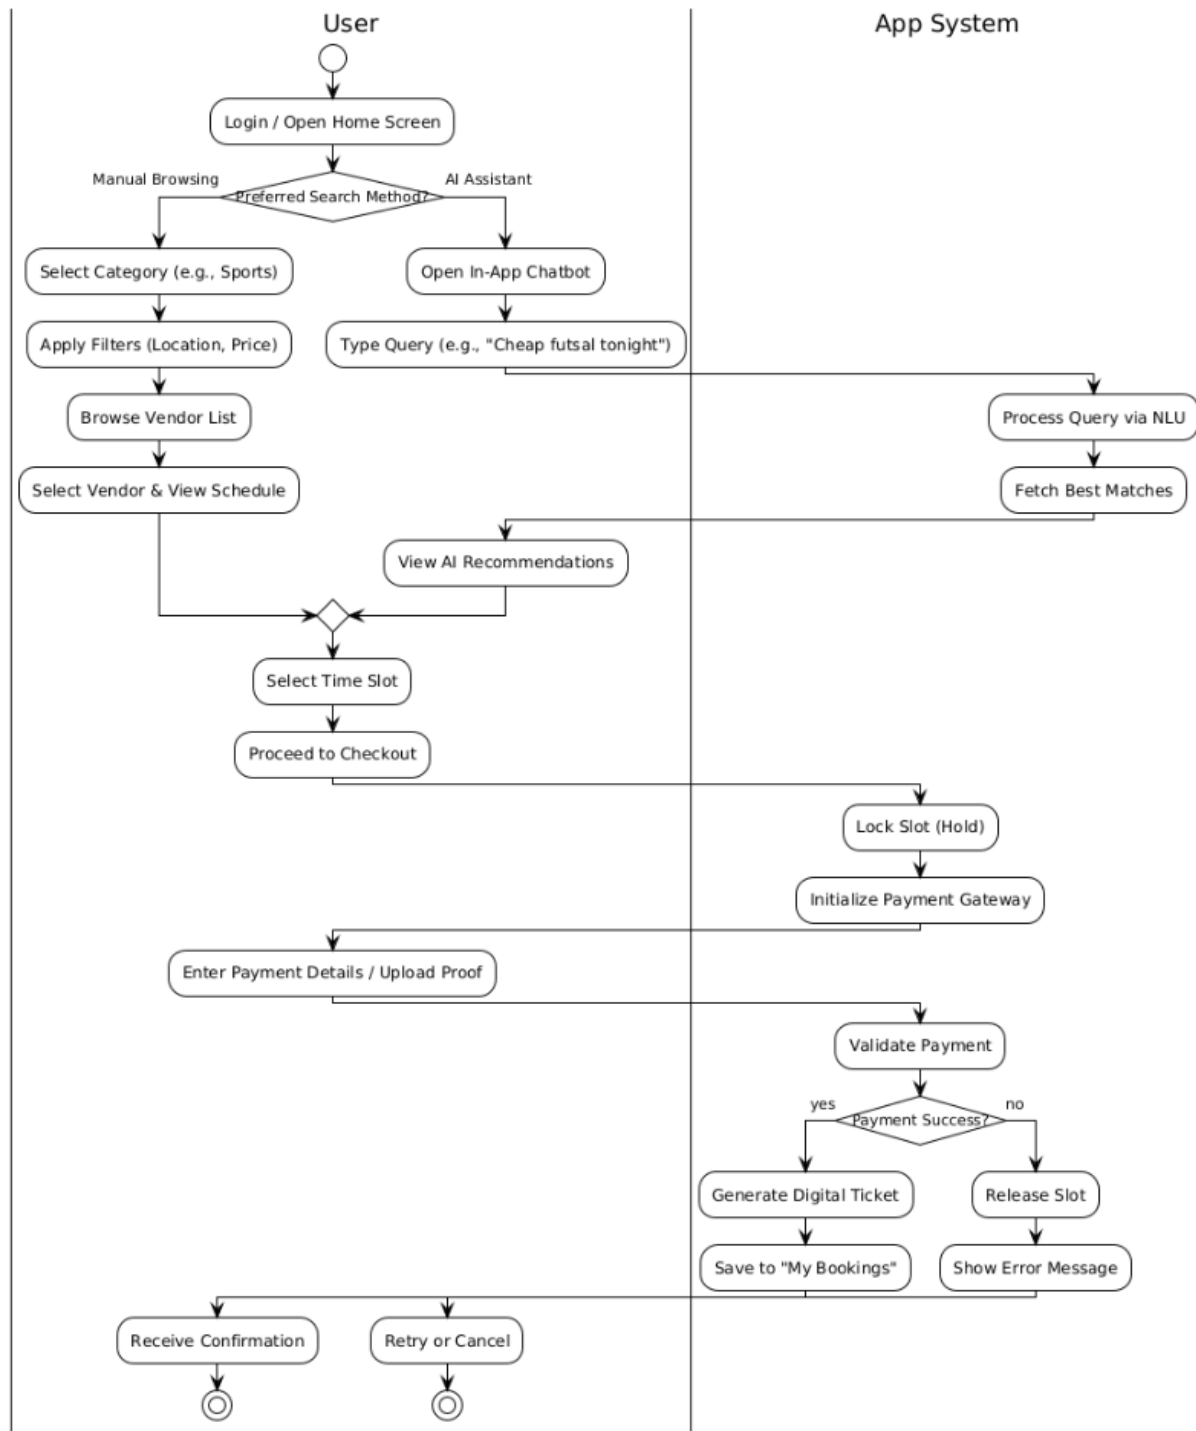 User
App System
Login / Open Home Screen
Manual Browsing
Preferred Search Method?
AI Assistant
Select Category (e.g., Sports)
Open In-App Chatbot
Apply Filters (Location, Price)
Type Query (e.g., "Cheap futsal tonight")
Browse Vendor List
Process Query via NLU
Select Vendor & View Schedule
Fetch Best Matches
View AI Recommendations
Select Time Slot
Proceed to Checkout
Lock Slot (Hold)
Initialize Payment Gateway
Enter Payment Details / Upload Proof
Validate Payment
yes
Payment Success?
no
Generate Digital Ticket
Release Slot
Save to "My Bookings"
Show Error Message
Receive Confirmation
Retry or Cancel